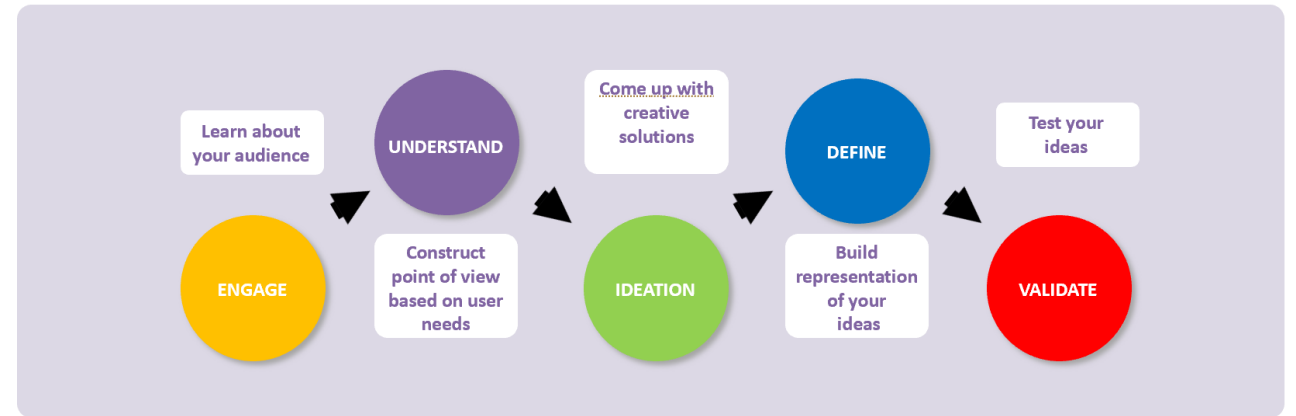 Learn about
your audience
ENGAGE
UNDERSTAND
Construct
point of view
based on user
needs
Come up with
creative
solutions
IDEATION
DEFINE
Build
representation
of your
ideas
Test your
ideas
VALIDATE